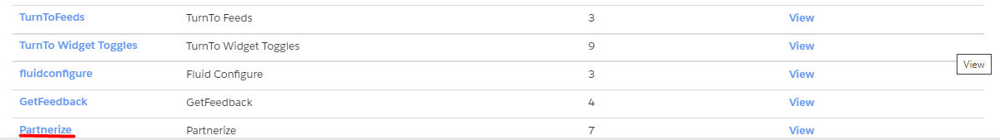 TurnToFeeds TurnTo Feeds 3 View
TurnTo Widget Toggles TurnTo Widget Toggles 9 View
View
fluidconfigure Fluid Configure 3 View
GetFeedback GetFeedback 4 View
Partnerize Partnerize 7 View